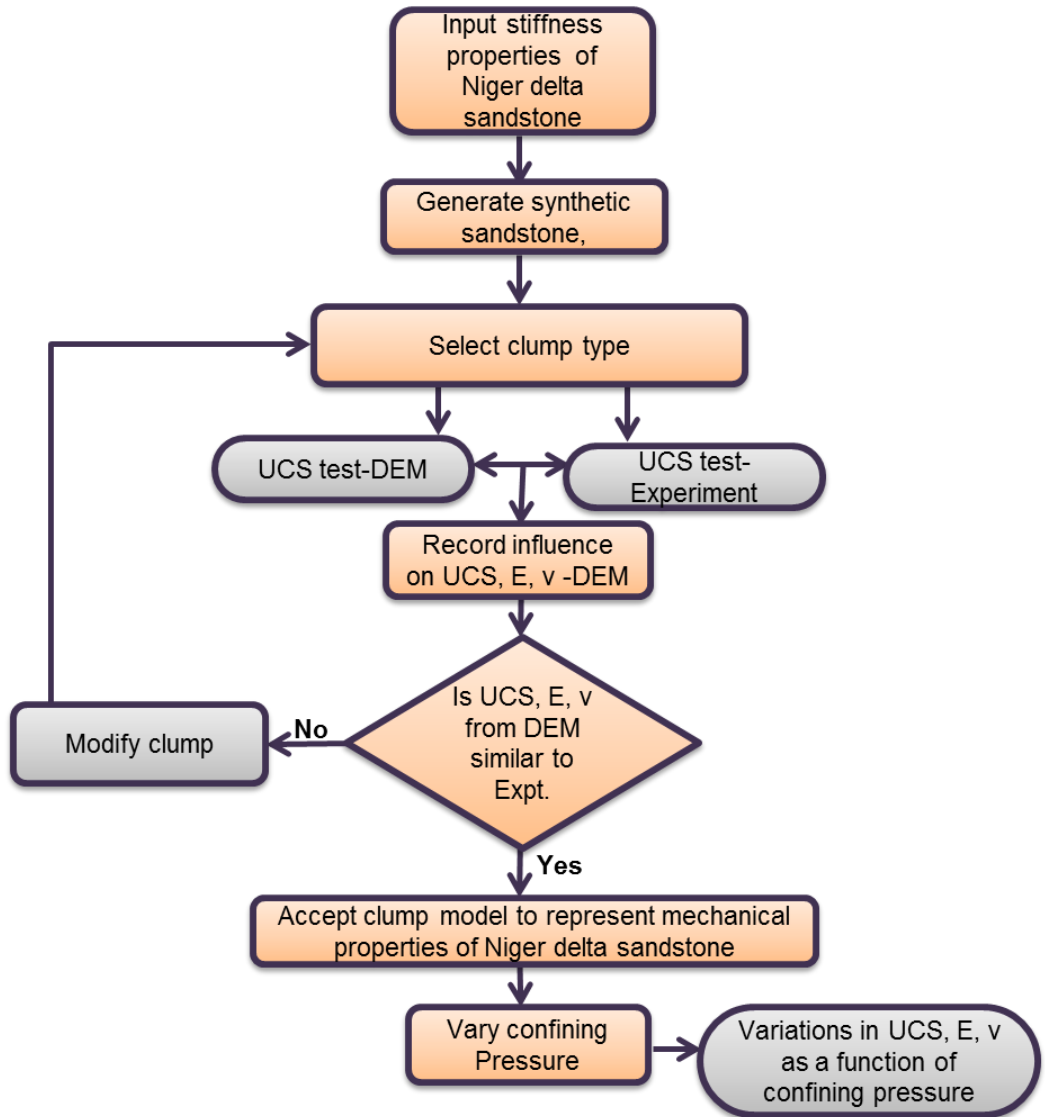 Input stiffness
properties of
Niger delta
sandstone
Generate synthetic
sandstone,
Select clump type
UCS test-DEM
UCS test-
Experiment
Record influence
on UCS, E, v -DEM
Is UCS, E, v
from DEM
similar to
Expt.
No
Modify clump
Yes
Accept clump model to represent mechanical
properties of Niger delta sandstone
Vary confining
Pressure
Variations in UCS, E, v
as a function of
confining pressure